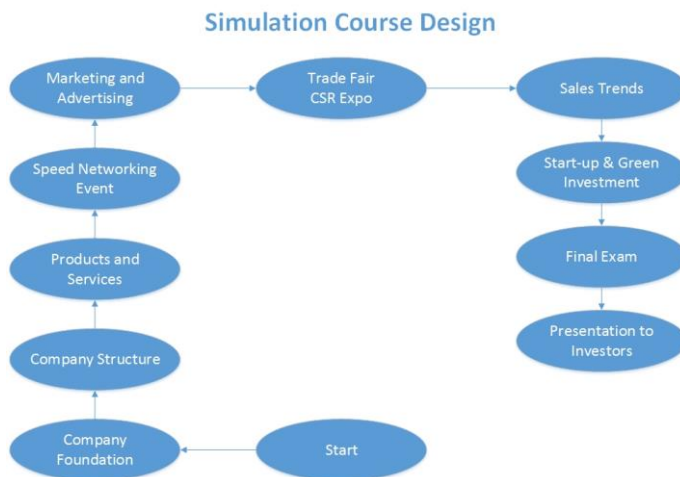 Simulation Course Design
Marketing and
Advertising
Trade Fair
CSR Expo
Sales Trends
Speed Networking
Event
Start-up & Green
Investment
Products and
Services
Final Exam
Company Structure
Presentation to
Investors
Company
Foundation
Start